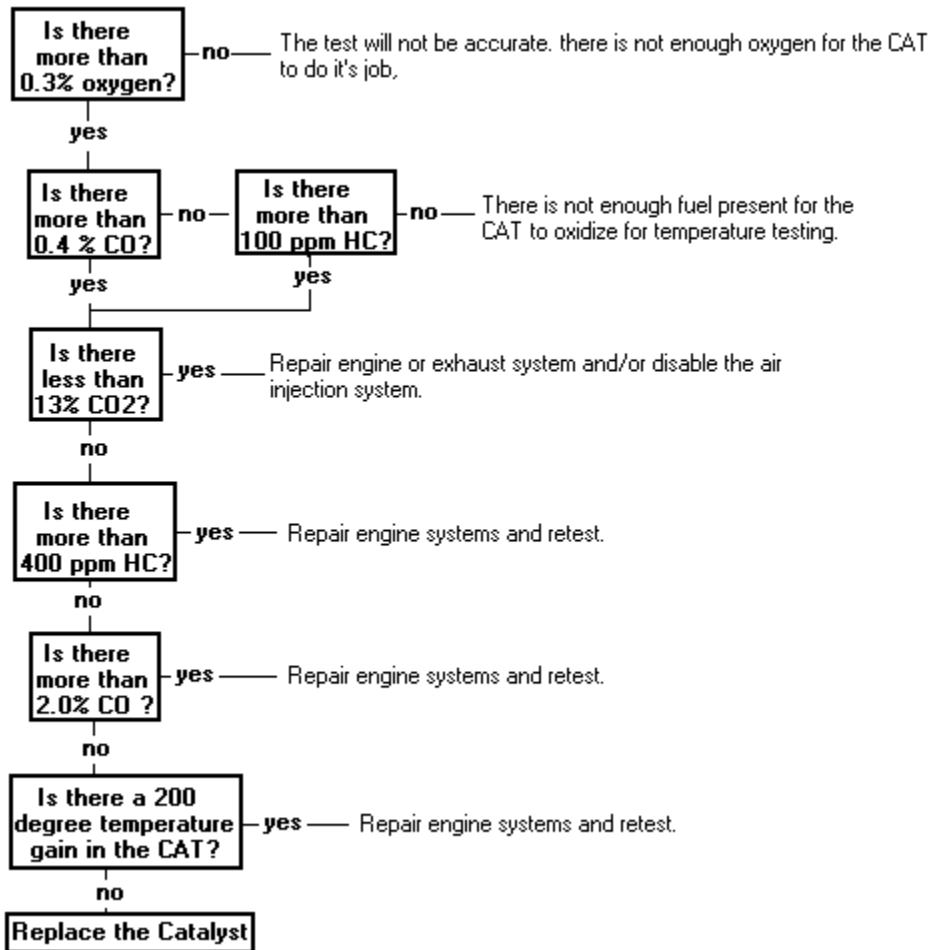 Is there
more than
0.3% oxygen?
no
The test will not be accurate. there is not enough oxygen for the CAT
to do it's job,
yes
Is there
more than
0.4 % CO?
no
Is there
more than
100 ppm HC?
no
There is not enough fuel present for the
CAT to oxidize for temperature testing.
yes
yes
Is there
less than
13% CO2?
yes
Repair engine or exhaust system and/or disable the air
injection system.
no
Is there
more than
400 ppm HC?
yes
Repair engine systems and retest.
no
Is there
more than
2.0% CO ?
yes
Repair engine systems and retest.
no
Is there a 200
degree temperature
gain in the CAT?
yes
Repair engine systems and retest.
no
Replace the Catalyst